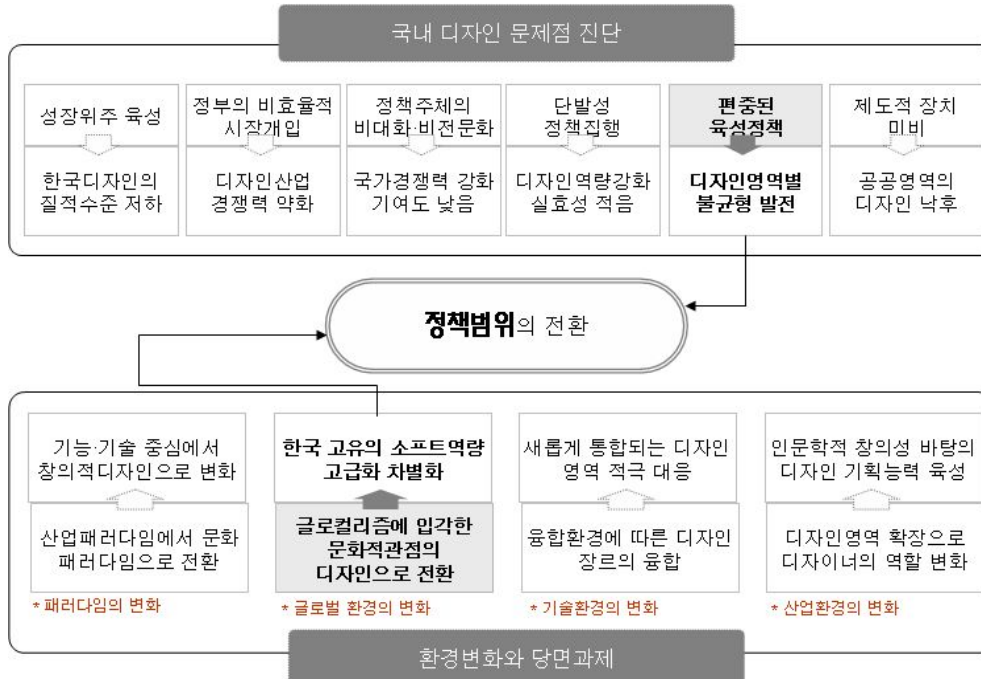 국내 디자인 문제점 진단
성장위주 육성
한국디자인의
질적수준 저하
정부의 비효율적
시장개입
디자인산업
경쟁력 약화
정책주체의
비대화·비전문화
국가경쟁력 강화
기여도 낮음
단발성
정책집행
디자인역량강화
실효성 적음
편중된
육성정책
디자인영역별
불균형 발전
제도적 장치
미비
공공영역의
디자인 낙후
정책범위의 전환
기능·기술 중심에서
창의적디자인으로 변화
산업패러다임에서 문화
패러다임으로 전환
* 패러다임의 변화
한국 고유의 소프트역량
고급화 차별화
글로컬리즘에 입각한
문화적관점의
디자인으로 전환
* 글로벌 환경의 변화
새롭게 통합되는 디자인
영역 적극 대응
융합환경에 따른 디자인
장르의 융합
* 기술환경의 변화
인문학적 창의성 바탕의
디자인 기획능력 육성
디자인영역 확장으로
디자이너의 역할 변화
* 산업환경의 변화
환경변화와 당면과제